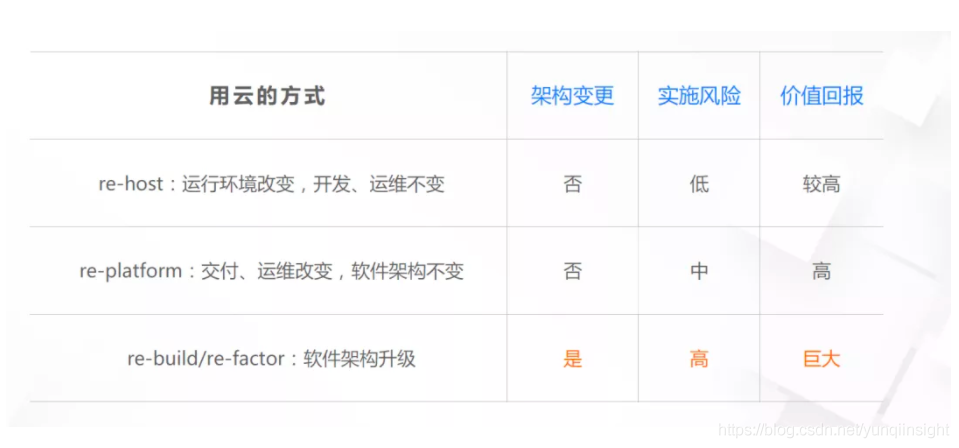 用云的方式 架构变更 实施风险 价值回报
re-host：运行环境改变，开发、运维不变 否 低 较高
re-platform：交付、运维改变，软件架构不变 否 中 高
re-build/re-factor：软件架构升级 是 高 巨大
https://blog.csdn.net/yunqiinsight